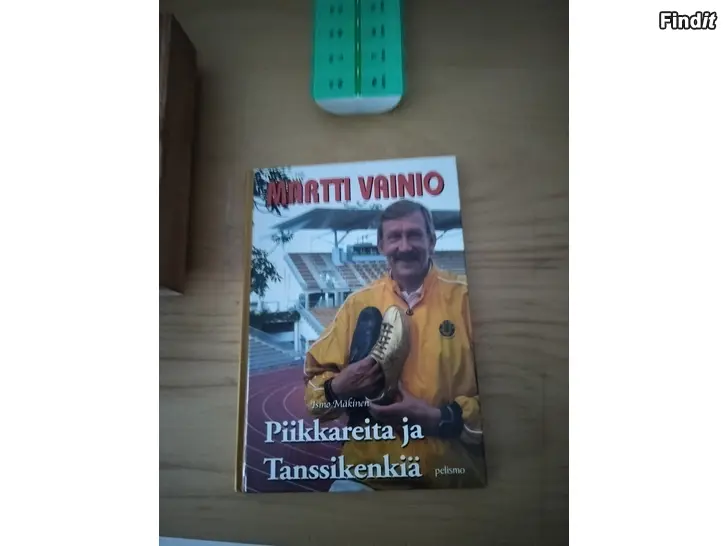 Findit
MARTTI VAINIO
Ismo Mäkinen
Piikkareita ja
Tanssikenkiä
pelismo